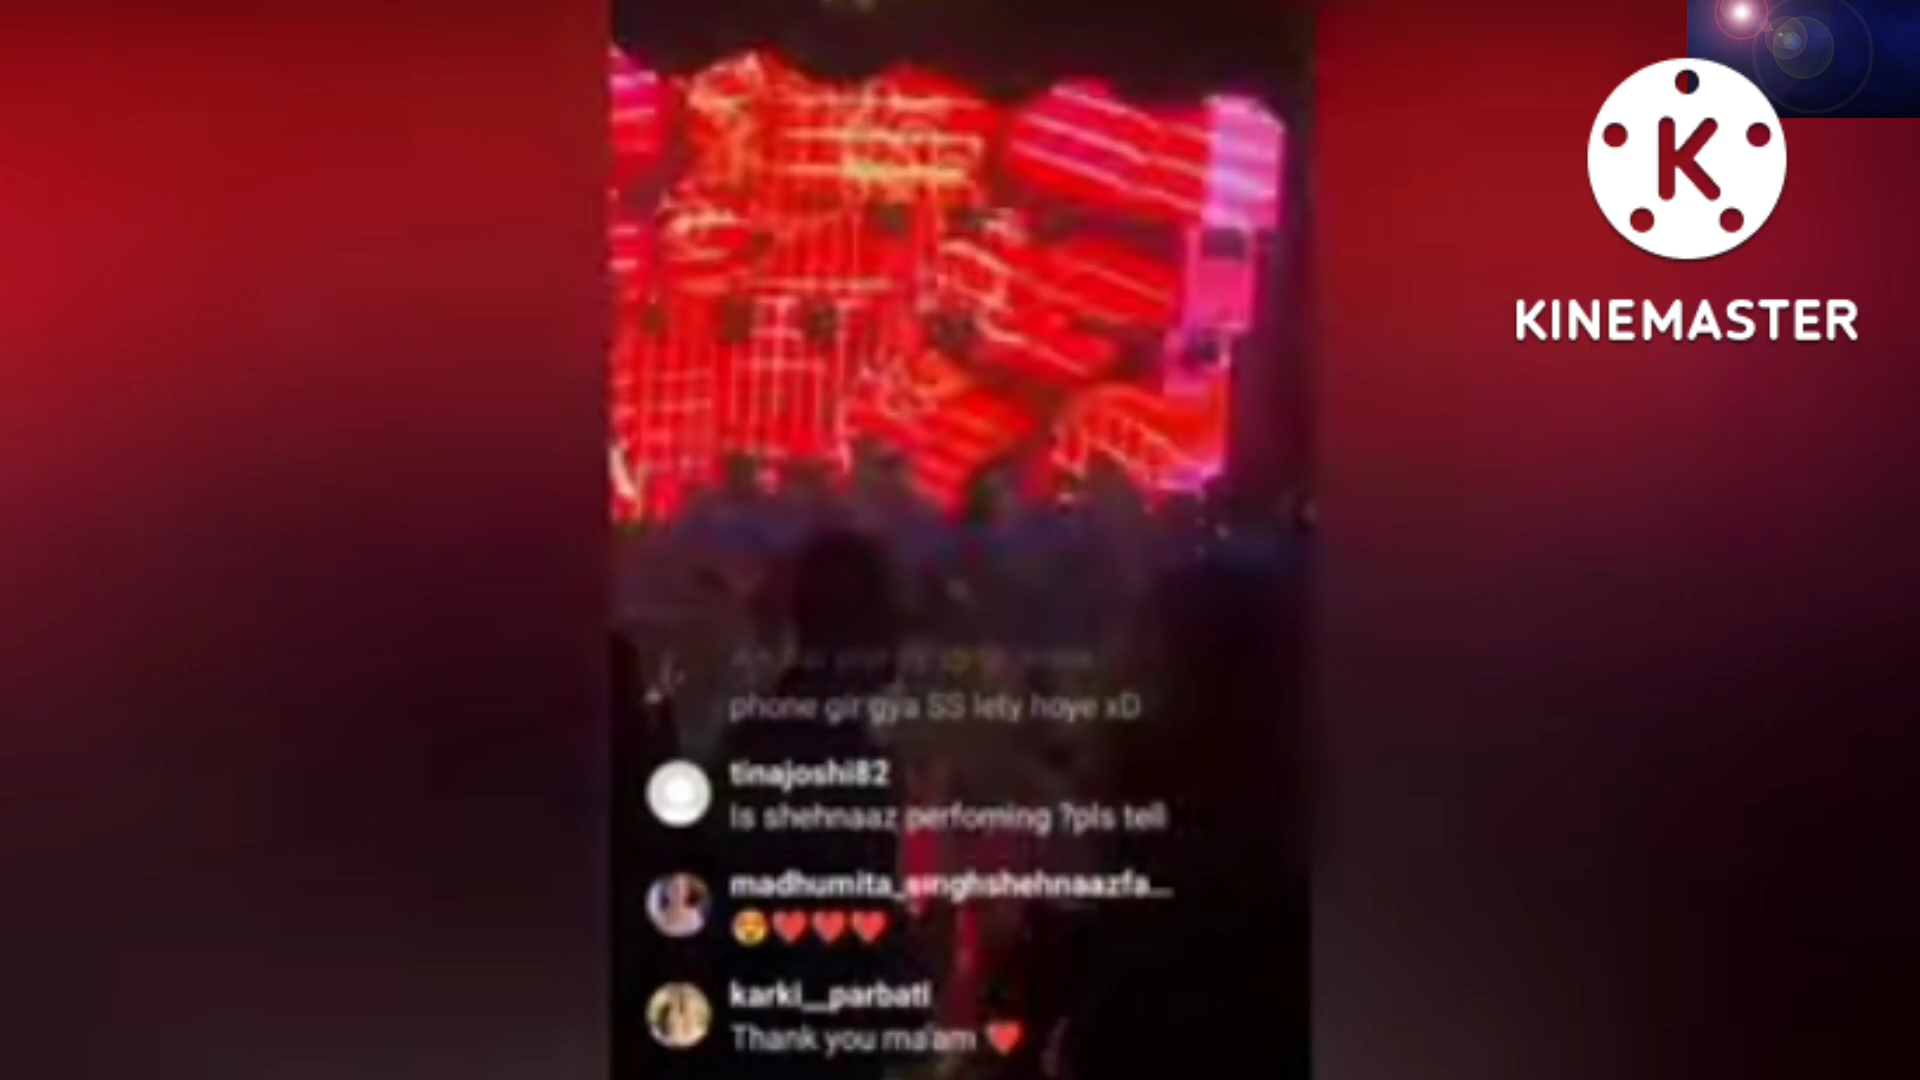 K
KINEMASTER
phone gir gya SS lety hoye xD
tinajoshi82
Is shehnaaz perfoming ?pls tell
madhumita_singhshehnaazfa...
😍❤️❤️❤️
karki__parbati
Thank you ma'am ❤️